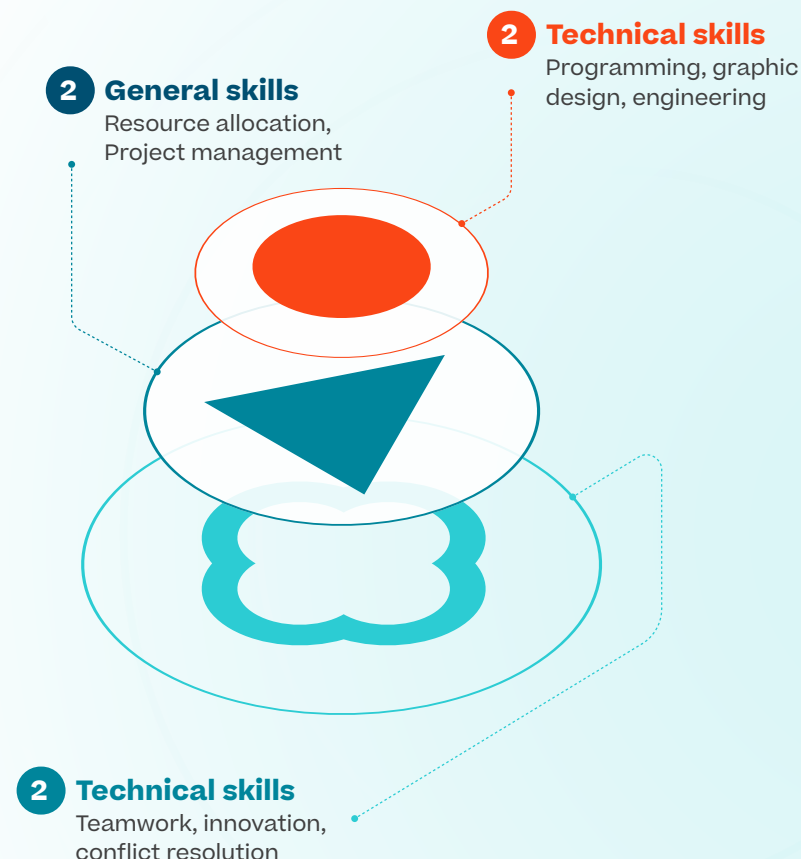 2 Technical skills
Programming, graphic
design, engineering
2 General skills
Resource allocation,
Project management
2 Technical skills
Teamwork, innovation,
conflict resolution